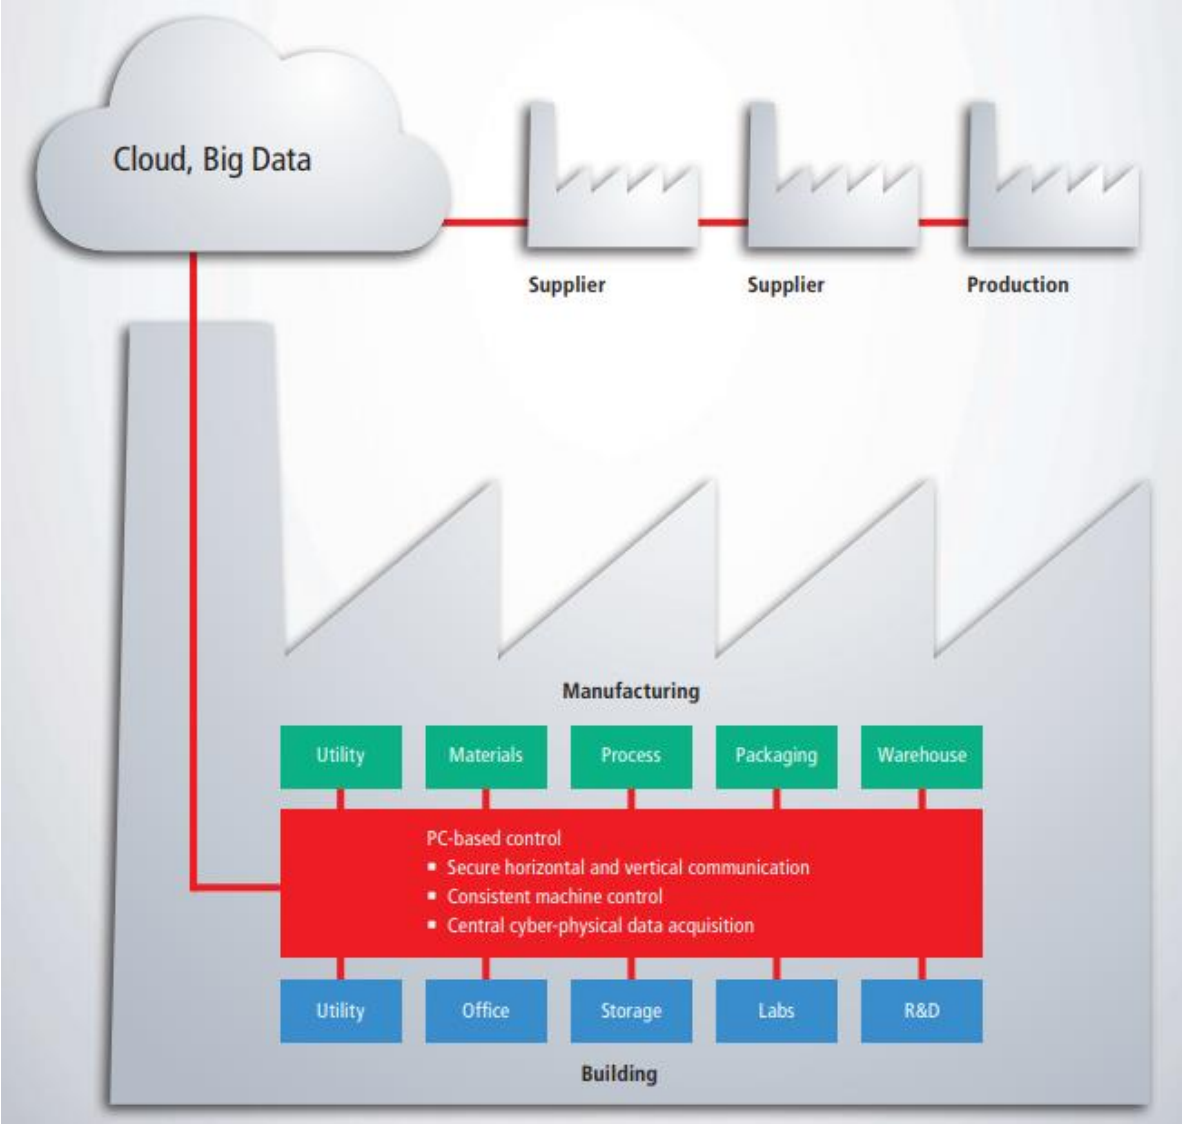 Cloud, Big Data
Supplier
Supplier
Production
Manufacturing
Utility
Materials
Process
Packaging
Warehouse
PC-based control
▪ Secure horizontal and vertical communication
▪ Consistent machine control
▪ Central cyber-physical data acquisition
Utility
Office
Storage
Labs
R&D
Building